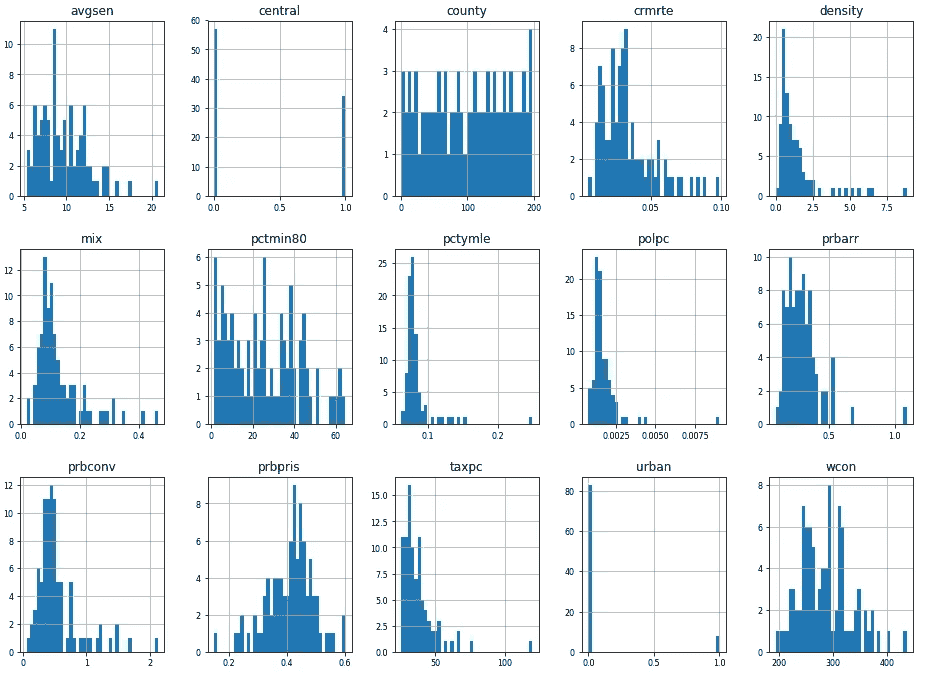 avgsen central county crmrte density
10 8 6 4 2 0
5 10 15 20
60 50 40 30 20 10 0
0.0 0.5 1.0
4 3 2 1 0
0 100 200
8 6 4 2 0
0.05 0.10
20 15 10 5 0
0.0 2.5 5.0 7.5
mix pctmin80 pctymle polpc prbarr
12 10 8 6 4 2 0
0.0 0.2 0.4
6 5 4 3 2 1 0
0 20 40 60
25 20 15 10 5 0
0.1 0.2
20 15 10 5 0
0.0025 0.0050 0.0075
10 8 6 4 2 0
0.5 1.0
prbconv prbpris taxpc urban wcon
12 10 8 6 4 2 0
0 1 2
8 6 4 2 0
0.2 0.4 0.6
15.0 12.5 10.0 7.5 5.0 2.5 0.0
50 100
80 60 40 20 0
0.0 0.5 1.0
8 6 4 2 0
200 300 400